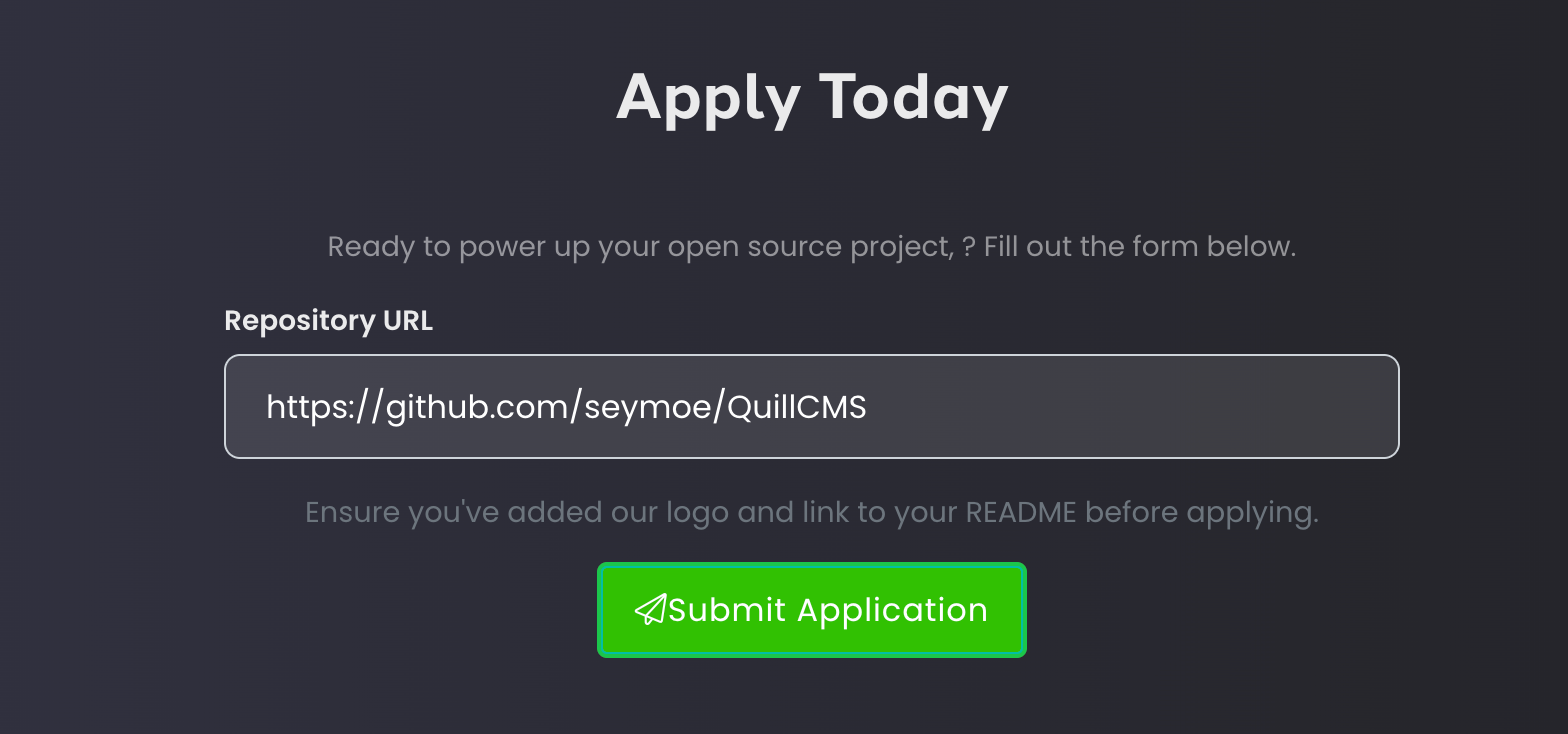 Apply Today
Ready to power up your open source project, ? Fill out the form below.
Repository URL
https://github.com/seymoe/QuillCMS
Ensure you've added our logo and link to your README before applying.
Submit Application